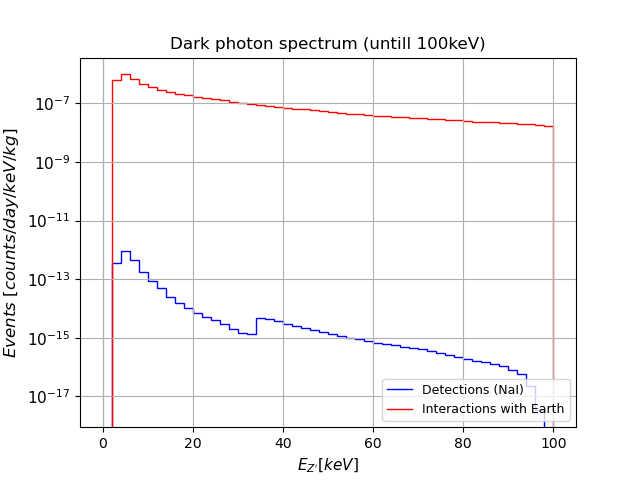 Dark photon spectrum (untill 100keV)
Events [counts/day/keV/kg]
10⁻⁷
10⁻⁹
10⁻¹¹
10⁻¹³
10⁻¹⁵
10⁻¹⁷
Detections (NaI)
Interactions with Earth
0 20 40 60 80 100
E_{Z'}[keV]